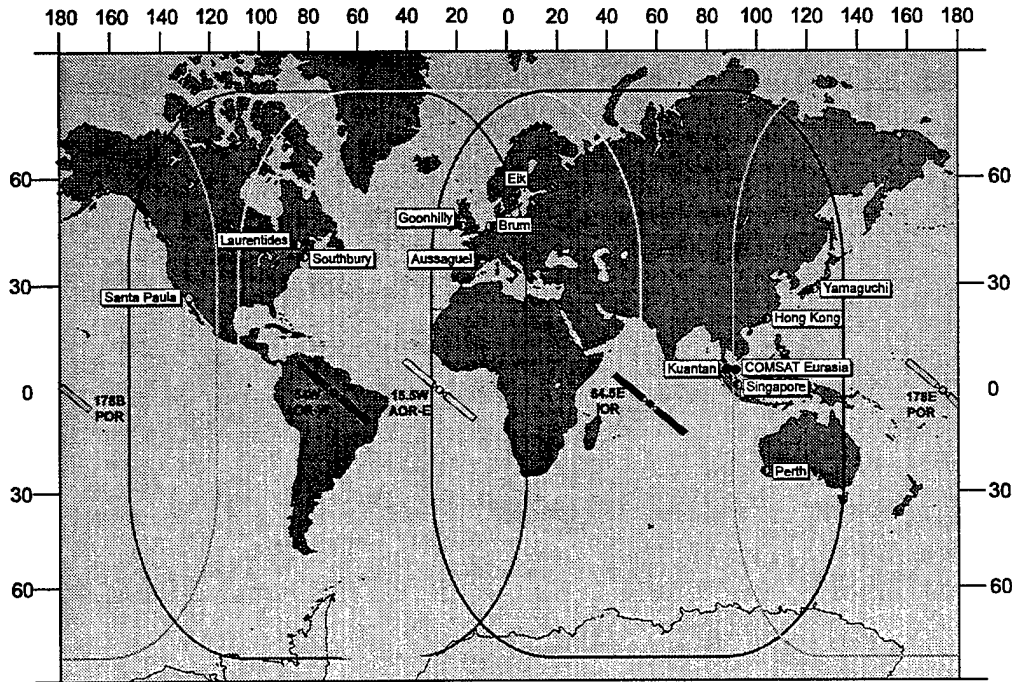 180 160 140 120 100 80 60 40 20 0 20 40 60 80 100 120 140 160 180
60 60
Eix
Goonhilly Brum
Laurentides
Southbury
Aussaguel
30 30
Santa Paula
Yamaguchi
Hong Kong
Kuantan COMSAT Eurasia
Singapore
0 0
POR
15.5W
AOR-E
64.5E
IOR
178E
POR
Perth
30 30
60 60